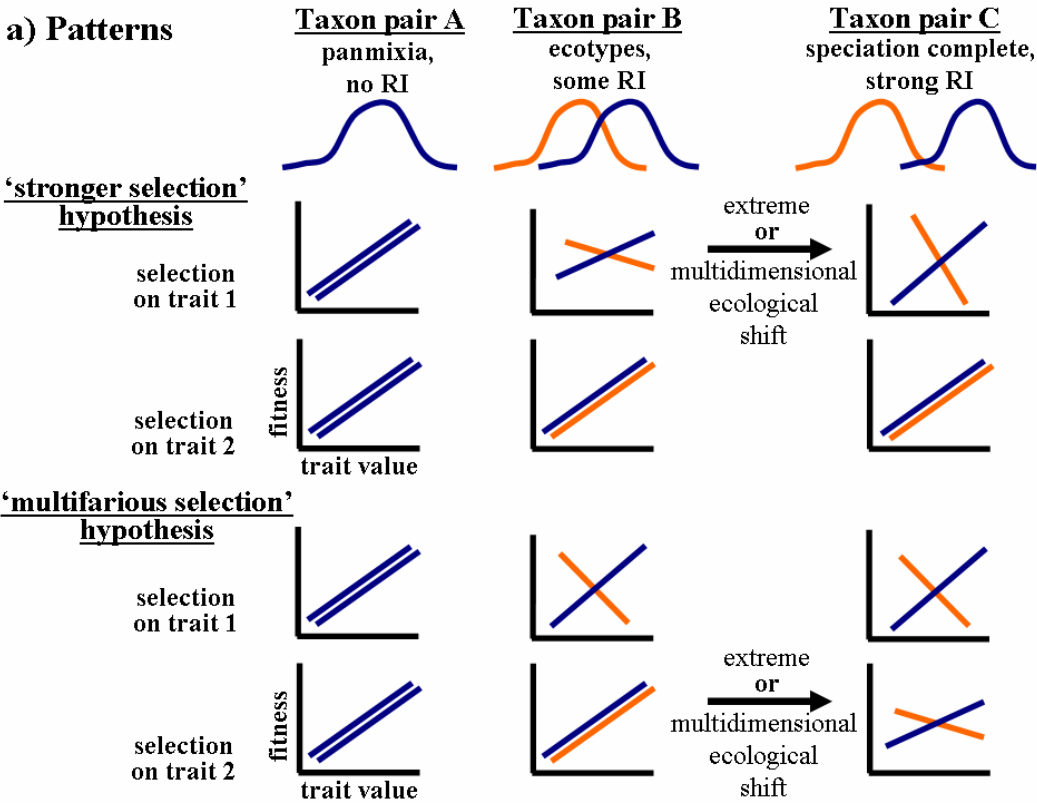 a) Patterns
Taxon pair A
panmixia,
no RI
Taxon pair B
ecotypes,
some RI
Taxon pair C
speciation complete,
strong RI
‘stronger selection’
hypothesis
selection
on trait 1
extreme
or
multidimensional
ecological
shift
selection
on trait 2
fitness
trait value
‘multifarious selection’
hypothesis
selection
on trait 1
selection
on trait 2
fitness
trait value
extreme
or
multidimensional
ecological
shift